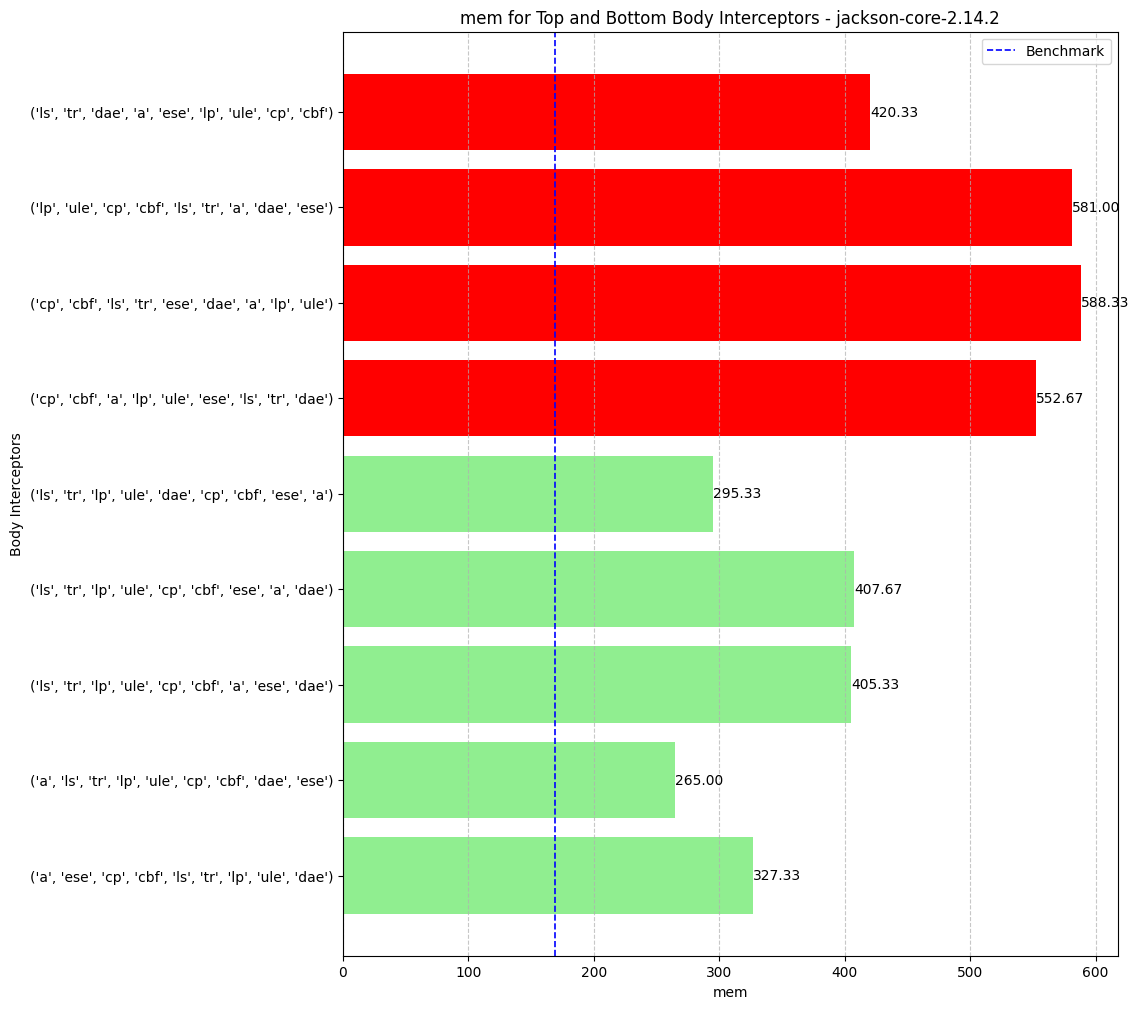 mem for Top and Bottom Body Interceptors - jackson-core-2.14.2
Benchmark
('ls', 'tr', 'dae', 'a', 'ese', 'lp', 'ule', 'cp', 'cbf')
420.33
('lp', 'ule', 'cp', 'cbf', 'ls', 'tr', 'a', 'dae', 'ese')
581.00
('cp', 'cbf', 'ls', 'tr', 'ese', 'dae', 'a', 'lp', 'ule')
588.33
('cp', 'cbf', 'a', 'lp', 'ule', 'ese', 'ls', 'tr', 'dae')
552.67
('ls', 'tr', 'lp', 'ule', 'dae', 'cp', 'cbf', 'ese', 'a')
295.33
('ls', 'tr', 'lp', 'ule', 'cp', 'cbf', 'ese', 'a', 'dae')
407.67
('ls', 'tr', 'lp', 'ule', 'cp', 'cbf', 'a', 'ese', 'dae')
405.33
('a', 'ls', 'tr', 'lp', 'ule', 'cp', 'cbf', 'dae', 'ese')
265.00
('a', 'ese', 'cp', 'cbf', 'ls', 'tr', 'lp', 'ule', 'dae')
327.33
Body Interceptors
0 100 200 300 400 500 600
mem